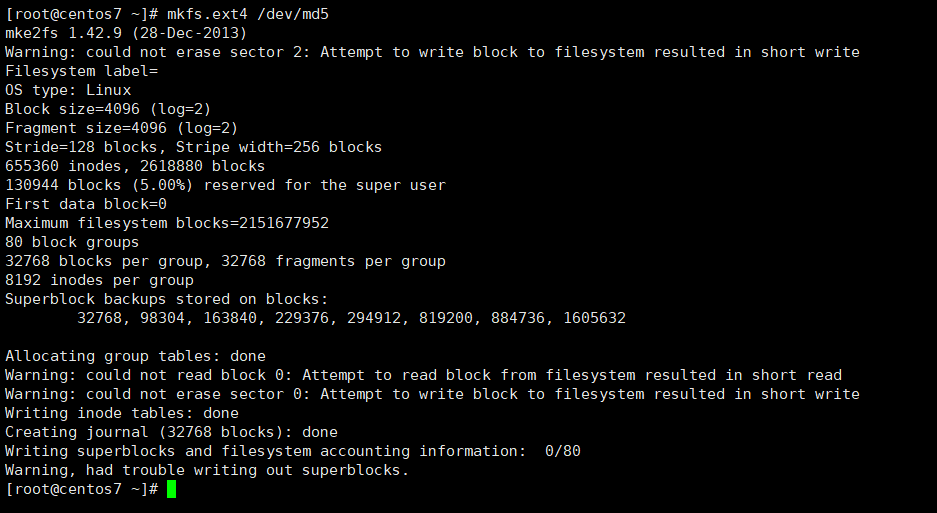 [root@centos7 ~]# mkfs.ext4 /dev/md5
mke2fs 1.42.9 (28-Dec-2013)
Warning: could not erase sector 2: Attempt to write block to filesystem resulted in short write
Filesystem label=
OS type: Linux
Block size=4096 (log=2)
Fragment size=4096 (log=2)
Stride=128 blocks, Stripe width=256 blocks
655360 inodes, 2618880 blocks
130944 blocks (5.00%) reserved for the super user
First data block=0
Maximum filesystem blocks=2151677952
80 block groups
32768 blocks per group, 32768 fragments per group
8192 inodes per group
Superblock backups stored on blocks:
        32768, 98304, 163840, 229376, 294912, 819200, 884736, 1605632

Allocating group tables: done
Warning: could not read block 0: Attempt to read block from filesystem resulted in short read
Warning: could not erase sector 0: Attempt to write block to filesystem resulted in short write
Writing inode tables: done
Creating journal (32768 blocks): done
Writing superblocks and filesystem accounting information:  0/80
Warning, had trouble writing out superblocks.
[root@centos7 ~]#